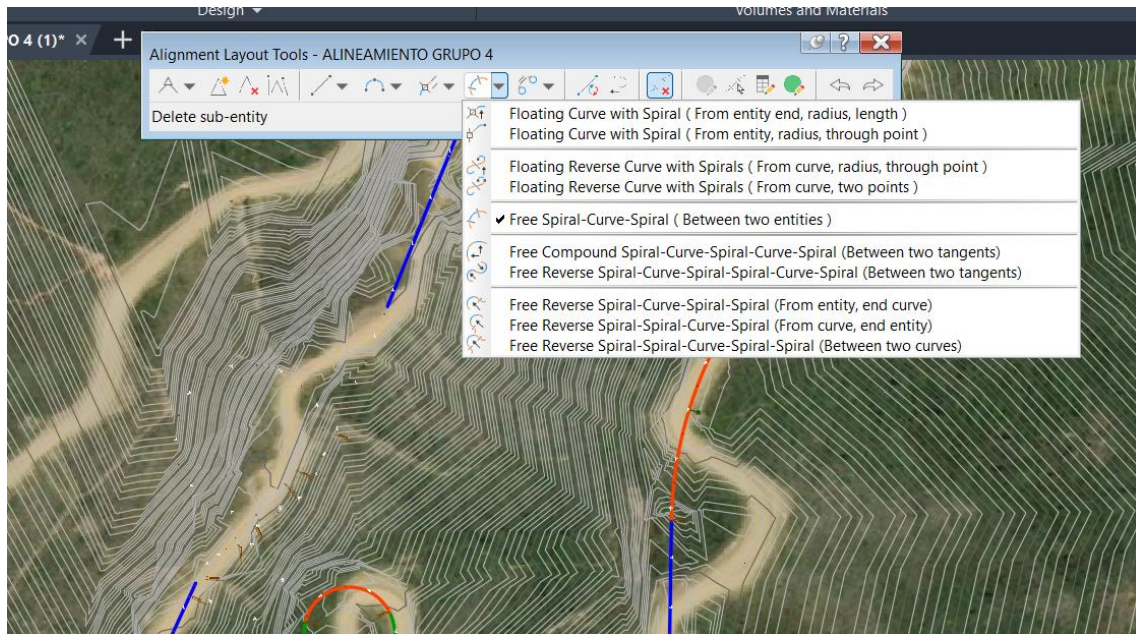 Design
Volumes and Materials
PO 4 (1)*
Alignment Layout Tools - ALINEAMIENTO GRUPO 4
Delete sub-entity
Floating Curve with Spiral ( From entity end, radius, length )
Floating Curve with Spiral ( From entity, radius, through point )
Floating Reverse Curve with Spirals ( From curve, radius, through point )
Floating Reverse Curve with Spirals ( From curve, two points )
Free Spiral-Curve-Spiral ( Between two entities )
Free Compound Spiral-Curve-Spiral-Curve-Spiral (Between two tangents)
Free Reverse Spiral-Curve-Spiral-Spiral-Curve-Spiral (Between two tangents)
Free Reverse Spiral-Curve-Spiral-Spiral (From entity, end curve)
Free Reverse Spiral-Spiral-Curve-Spiral (From curve, end entity)
Free Reverse Spiral-Spiral-Curve-Spiral-Spiral (Between two curves)